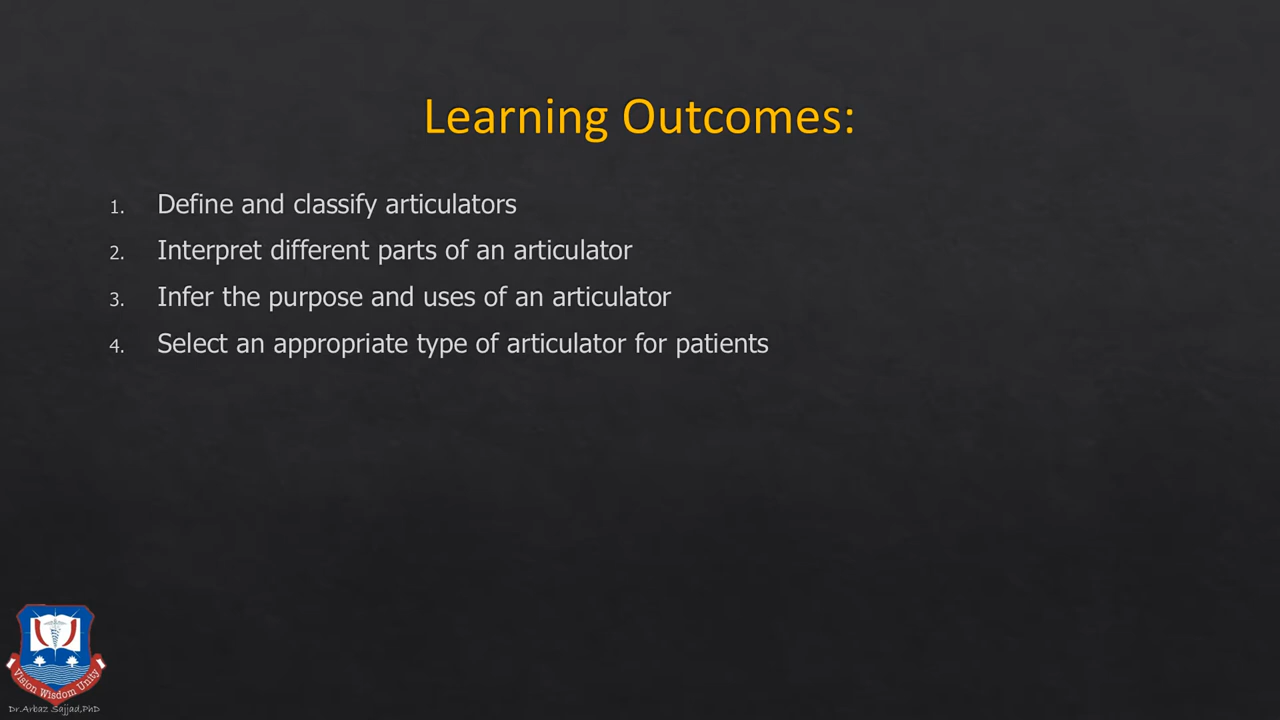 Learning Outcomes:
1. Define and classify articulators
2. Interpret different parts of an articulator
3. Infer the purpose and uses of an articulator
4. Select an appropriate type of articulator for patients
Vision Wisdom Unity
Dr.Arbaz Sajjad,PhD